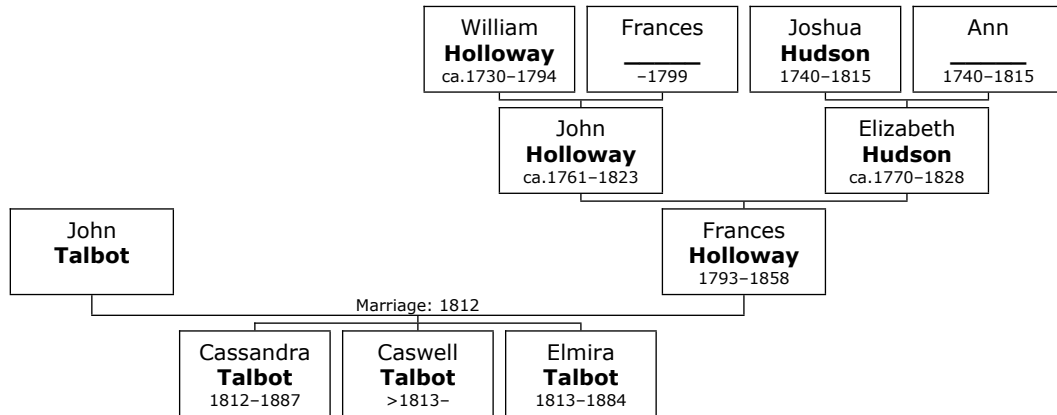 William
Holloway
ca.1730–1794
Frances
–1799
Joshua
Hudson
1740–1815
Ann
1740–1815
John
Holloway
ca.1761–1823
Elizabeth
Hudson
ca.1770–1828
John
Talbot
Frances
Holloway
1793–1858
Marriage: 1812
Cassandra
Talbot
1812–1887
Caswell
Talbot
>1813–
Elmira
Talbot
1813–1884